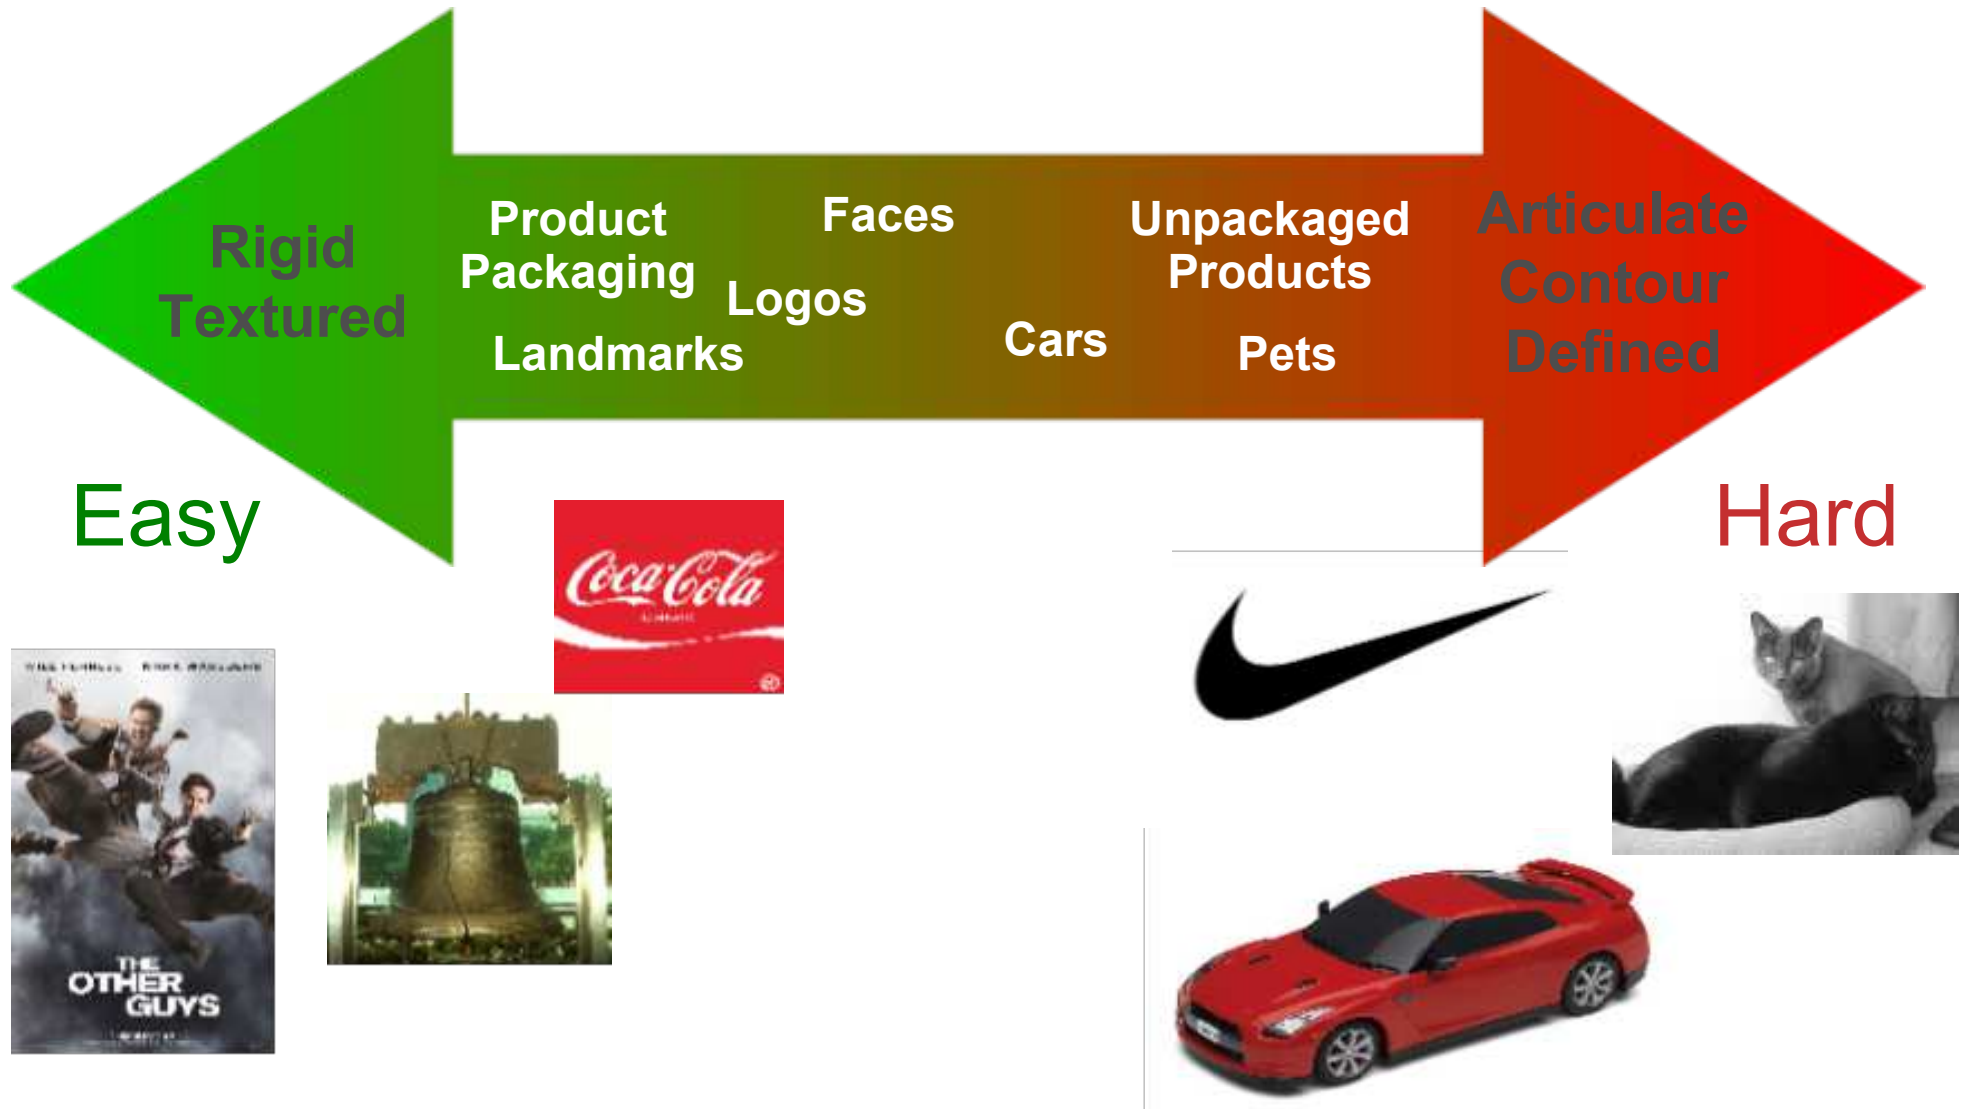 Rigid
Textured
Product
Packaging
Landmarks
Logos
Faces
Cars
Unpackaged
Products
Pets
Articulate
Contour
Defined
Easy
Hard
Coca-Cola
THE
OTHER
GUYS